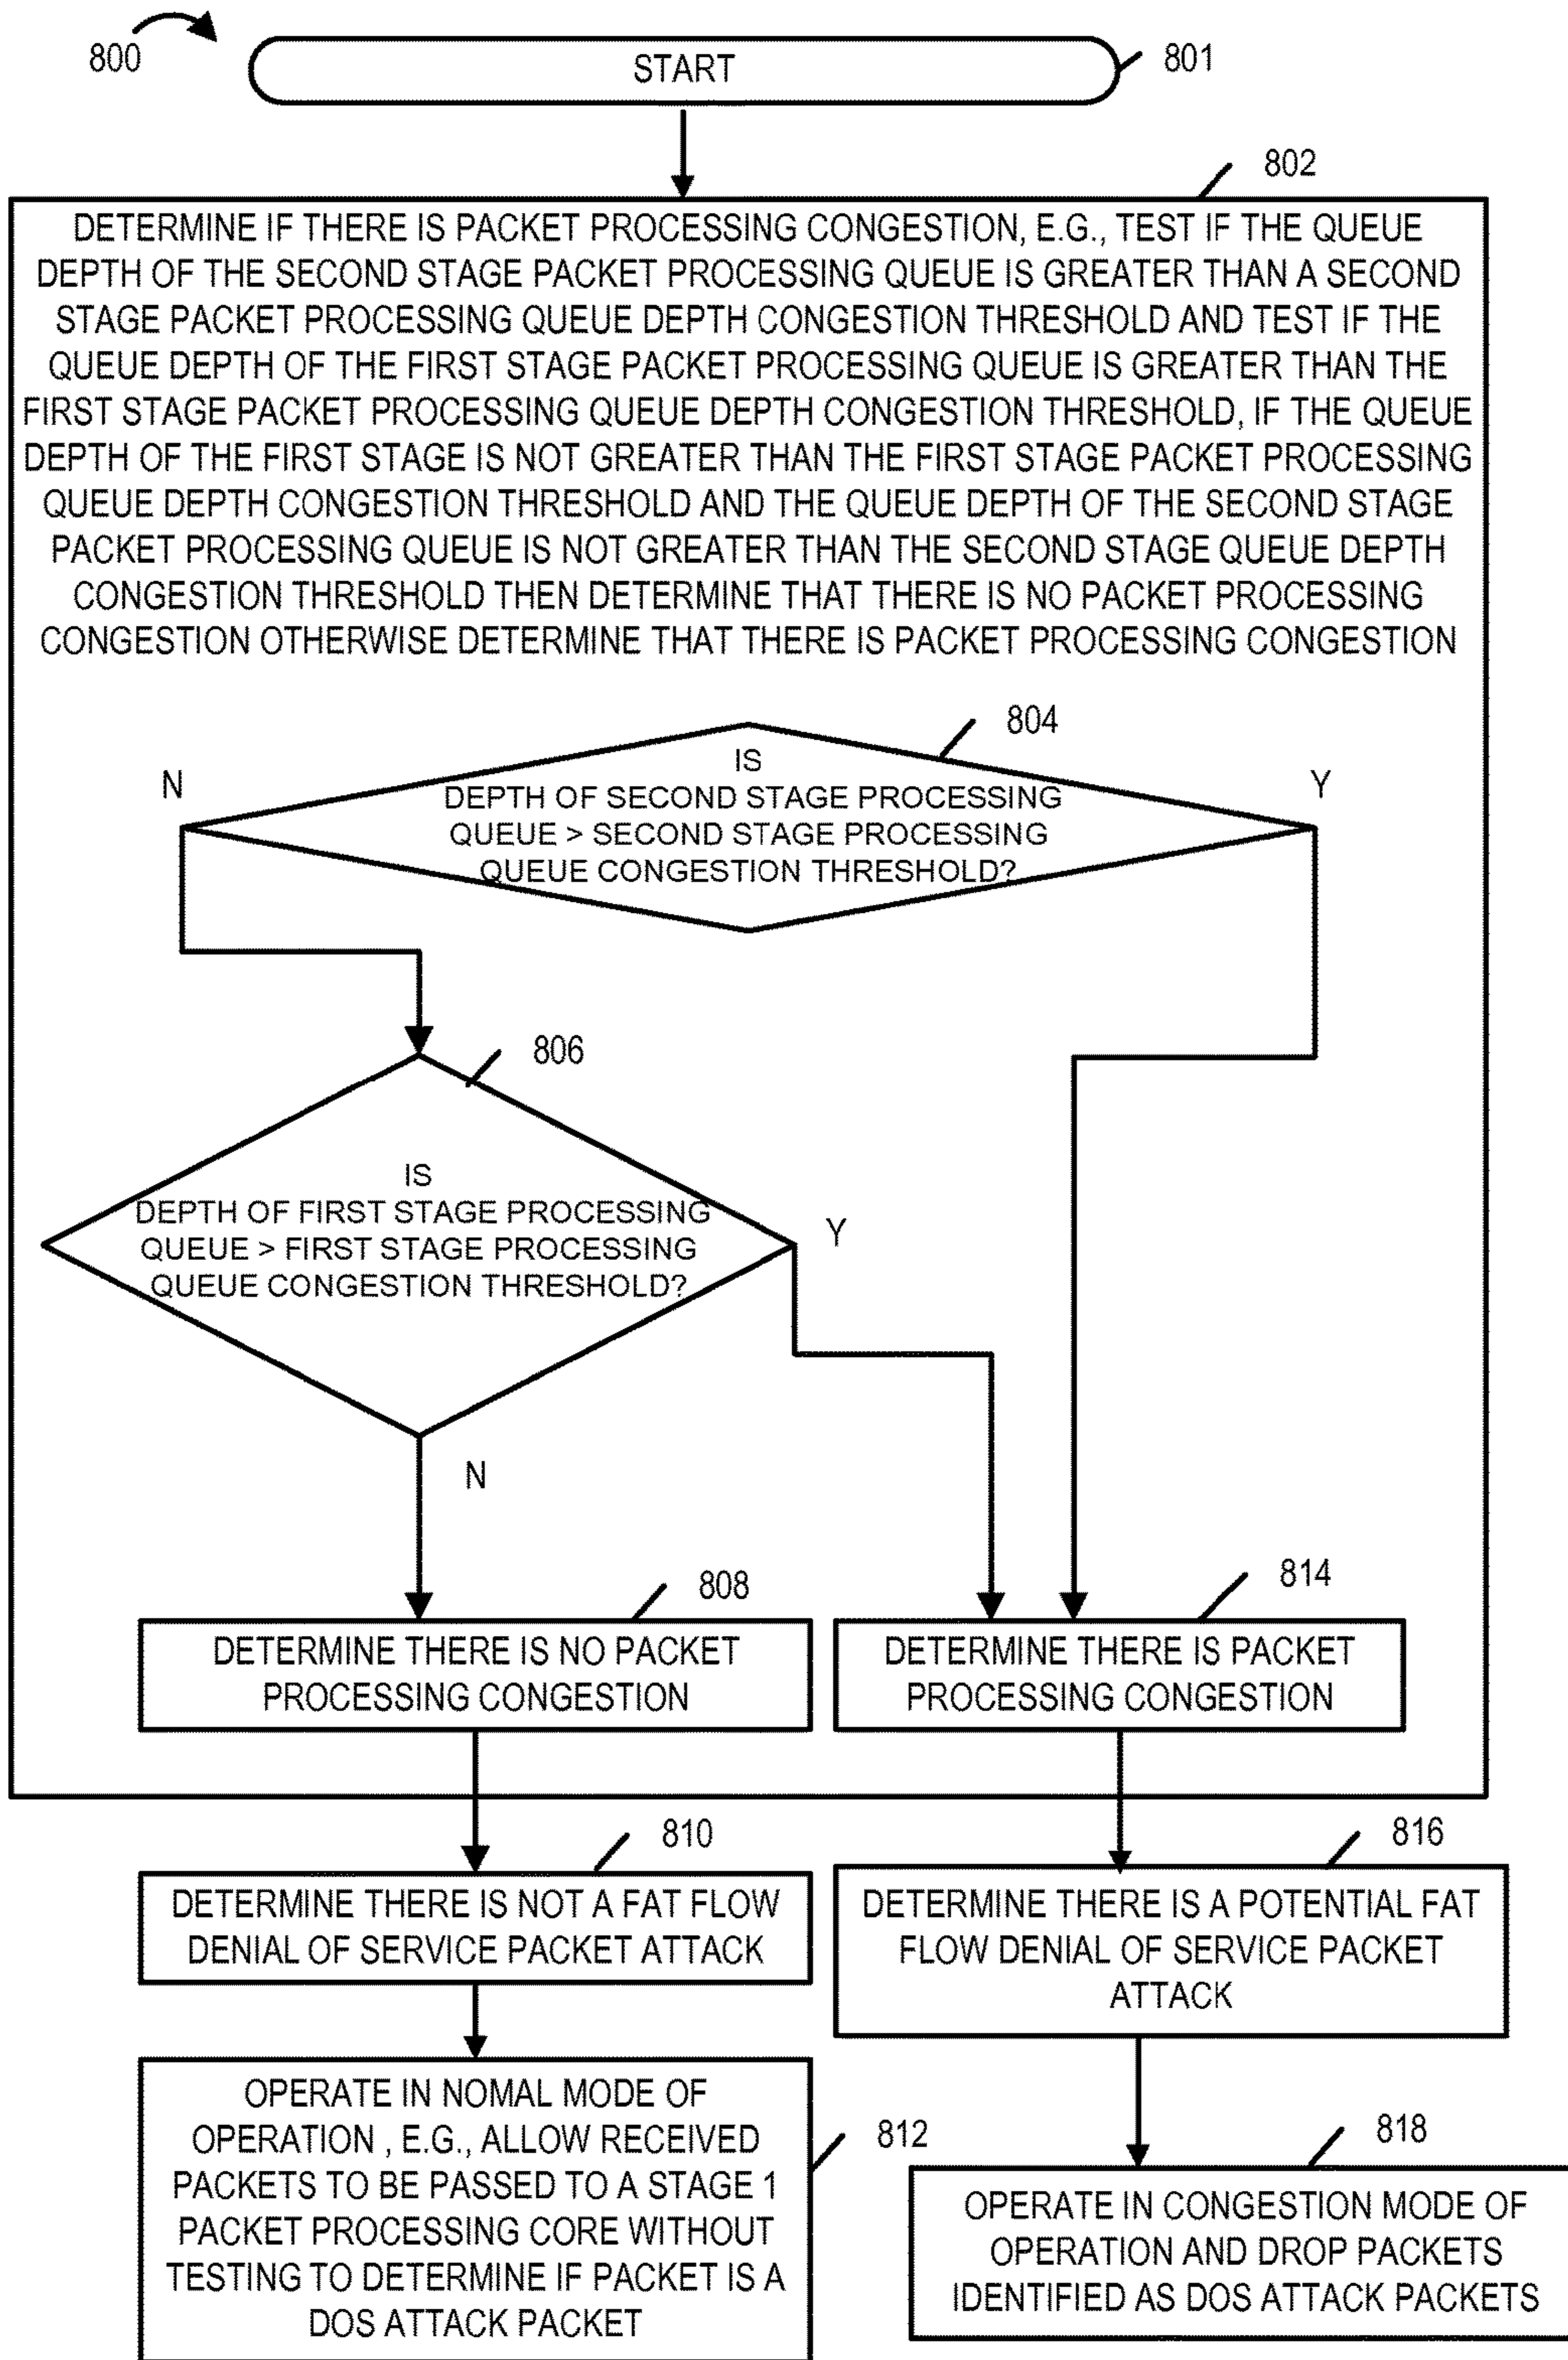 800
START
801
802
DETERMINE IF THERE IS PACKET PROCESSING CONGESTION, E.G., TEST IF THE QUEUE
DEPTH OF THE SECOND STAGE PACKET PROCESSING QUEUE IS GREATER THAN A SECOND
STAGE PACKET PROCESSING QUEUE DEPTH CONGESTION THRESHOLD AND TEST IF THE
QUEUE DEPTH OF THE FIRST STAGE PACKET PROCESSING QUEUE IS GREATER THAN THE
FIRST STAGE PACKET PROCESSING QUEUE DEPTH CONGESTION THRESHOLD, IF THE QUEUE
DEPTH OF THE FIRST STAGE IS NOT GREATER THAN THE FIRST STAGE PACKET PROCESSING
QUEUE DEPTH CONGESTION THRESHOLD AND THE QUEUE DEPTH OF THE SECOND STAGE
PACKET PROCESSING QUEUE IS NOT GREATER THAN THE SECOND STAGE QUEUE DEPTH
CONGESTION THRESHOLD THEN DETERMINE THAT THERE IS NO PACKET PROCESSING
CONGESTION OTHERWISE DETERMINE THAT THERE IS PACKET PROCESSING CONGESTION
804
N
Y
IS
DEPTH OF SECOND STAGE PROCESSING
QUEUE > SECOND STAGE PROCESSING
QUEUE CONGESTION THRESHOLD?
806
IS
DEPTH OF FIRST STAGE PROCESSING
QUEUE > FIRST STAGE PROCESSING
QUEUE CONGESTION THRESHOLD?
Y
N
808
DETERMINE THERE IS NO PACKET
PROCESSING CONGESTION
814
DETERMINE THERE IS PACKET
PROCESSING CONGESTION
810
DETERMINE THERE IS NOT A FAT FLOW
DENIAL OF SERVICE PACKET ATTACK
816
DETERMINE THERE IS A POTENTIAL FAT
FLOW DENIAL OF SERVICE PACKET
ATTACK
OPERATE IN NOMAL MODE OF
OPERATION , E.G., ALLOW RECEIVED
PACKETS TO BE PASSED TO A STAGE 1
PACKET PROCESSING CORE WITHOUT
TESTING TO DETERMINE IF PACKET IS A
DOS ATTACK PACKET
812
818
OPERATE IN CONGESTION MODE OF
OPERATION AND DROP PACKETS
IDENTIFIED AS DOS ATTACK PACKETS